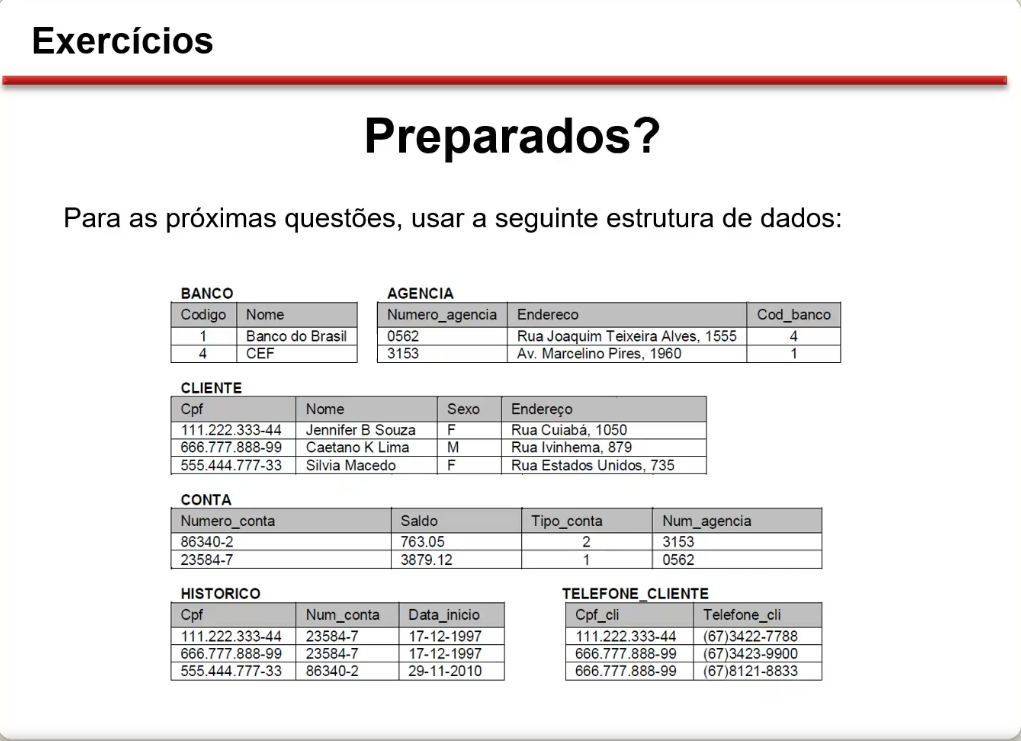 Exercícios
Preparados?
Para as próximas questões, usar a seguinte estrutura de dados:
BANCO
Codigo Nome
1 Banco do Brasil
4 CEF
AGENCIA
Numero_agencia Endereco Cod_banco
0562 Rua Joaquim Teixeira Alves, 1555 4
3153 Av. Marcelino Pires, 1960 1
CLIENTE
Cpf Nome Sexo Endereço
111.222.333-44 Jennifer B Souza F Rua Cuiabá, 1050
666.777.888-99 Caetano K Lima M Rua Ivinhema, 879
555.444.777-33 Silvia Macedo F Rua Estados Unidos, 735
CONTA
Numero_conta Saldo Tipo_conta Num_agencia
86340-2 763.05 2 3153
23584-7 3879.12 1 0562
HISTORICO
Cpf Num_conta Data_inicio
111.222.333-44 23584-7 17-12-1997
666.777.888-99 23584-7 17-12-1997
555.444.777-33 86340-2 29-11-2010
TELEFONE_CLIENTE
Cpf_cli Telefone_cli
111.222.333-44 (67)3422-7788
666.777.888-99 (67)3423-9900
666.777.888-99 (67)8121-8833